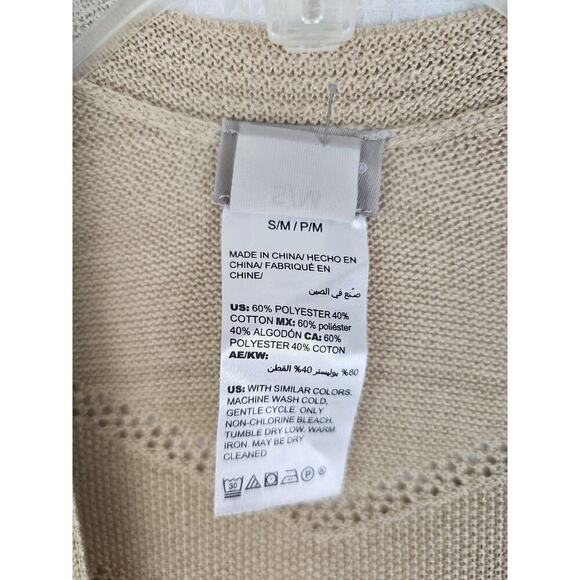 ®
S/M
S/M / P/M
MADE IN CHINA/ HECHO EN
CHINA/ FABRIQUÉ EN
CHINE/
صنع في الصين
US: 60% POLYESTER 40%
COTTON MX: 60% poliéster
40% ALGODÓN CA: 60%
POLYESTER 40% COTON
AE/KW:
60% بوليستر 40% القطن
US: WITH SIMILAR COLORS.
MACHINE WASH COLD,
GENTLE CYCLE. ONLY
NON-CHLORINE BLEACH.
TUMBLE DRY LOW. WARM
IRON. MAY BE DRY
CLEANED
30 P ®